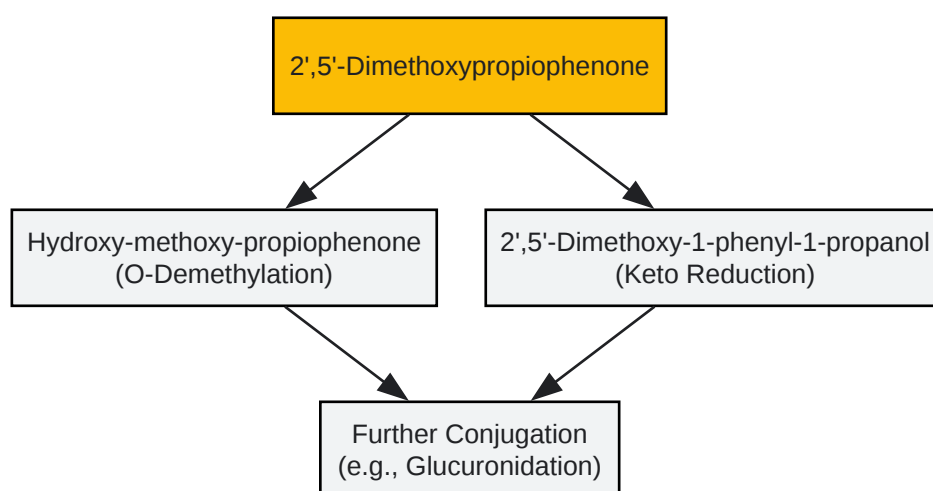 2',5'-Dimethoxypropiophenone
Hydroxy-methoxy-propiophenone
(O-Demethylation)
2',5'-Dimethoxy-1-phenyl-1-propanol
(Keto Reduction)
Further Conjugation
(e.g., Glucuronidation)